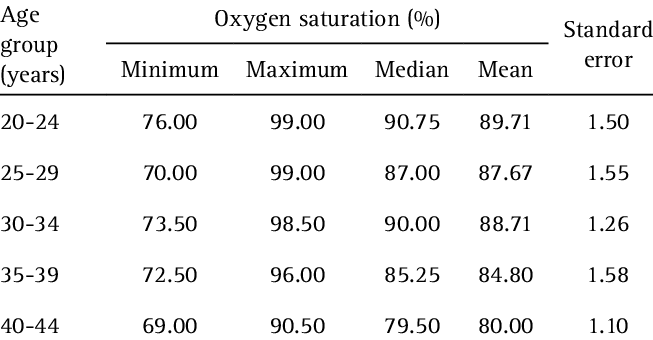 Age group (years) Oxygen saturation (%) Standard error
Minimum Maximum Median Mean
20-24 76.00 99.00 90.75 89.71 1.50
25-29 70.00 99.00 87.00 87.67 1.55
30-34 73.50 98.50 90.00 88.71 1.26
35-39 72.50 96.00 85.25 84.80 1.58
40-44 69.00 90.50 79.50 80.00 1.10